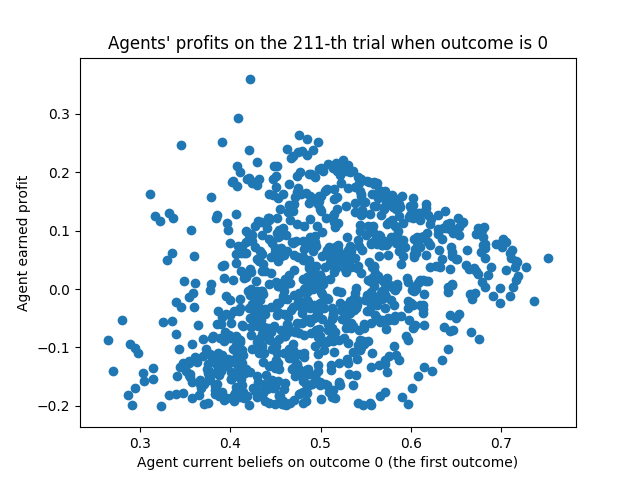 Agents' profits on the 211-th trial when outcome is 0
Agent earned profit
0.3
0.2
0.1
0.0
−0.1
−0.2
0.3 0.4 0.5 0.6 0.7
Agent current beliefs on outcome 0 (the first outcome)